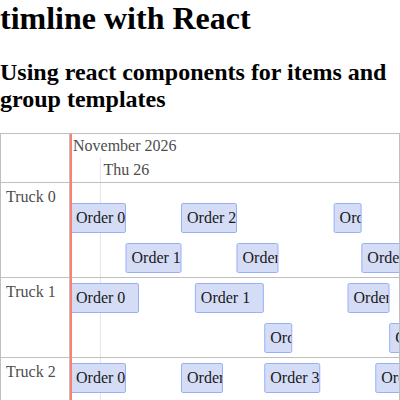 timline with React
Using react components for items and
group templates
November 2026
Thu 26
Truck 0
Order 0 Order 2
Order 1
Truck 1
Order 0 Order 1
Truck 2
Order 0 Order 3